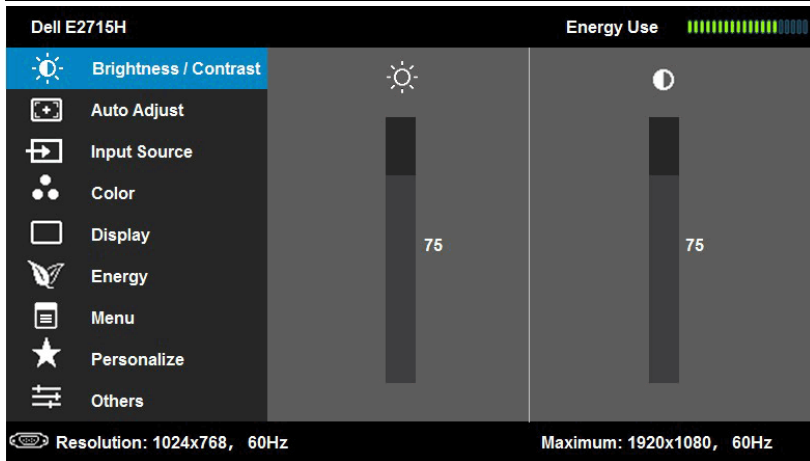 Dell E2715H
Energy Use
Brightness / Contrast
Auto Adjust
Input Source
Color
Display
Energy
Menu
Personalize
Others
75
75
Resolution: 1024x768, 60Hz
Maximum: 1920x1080, 60Hz